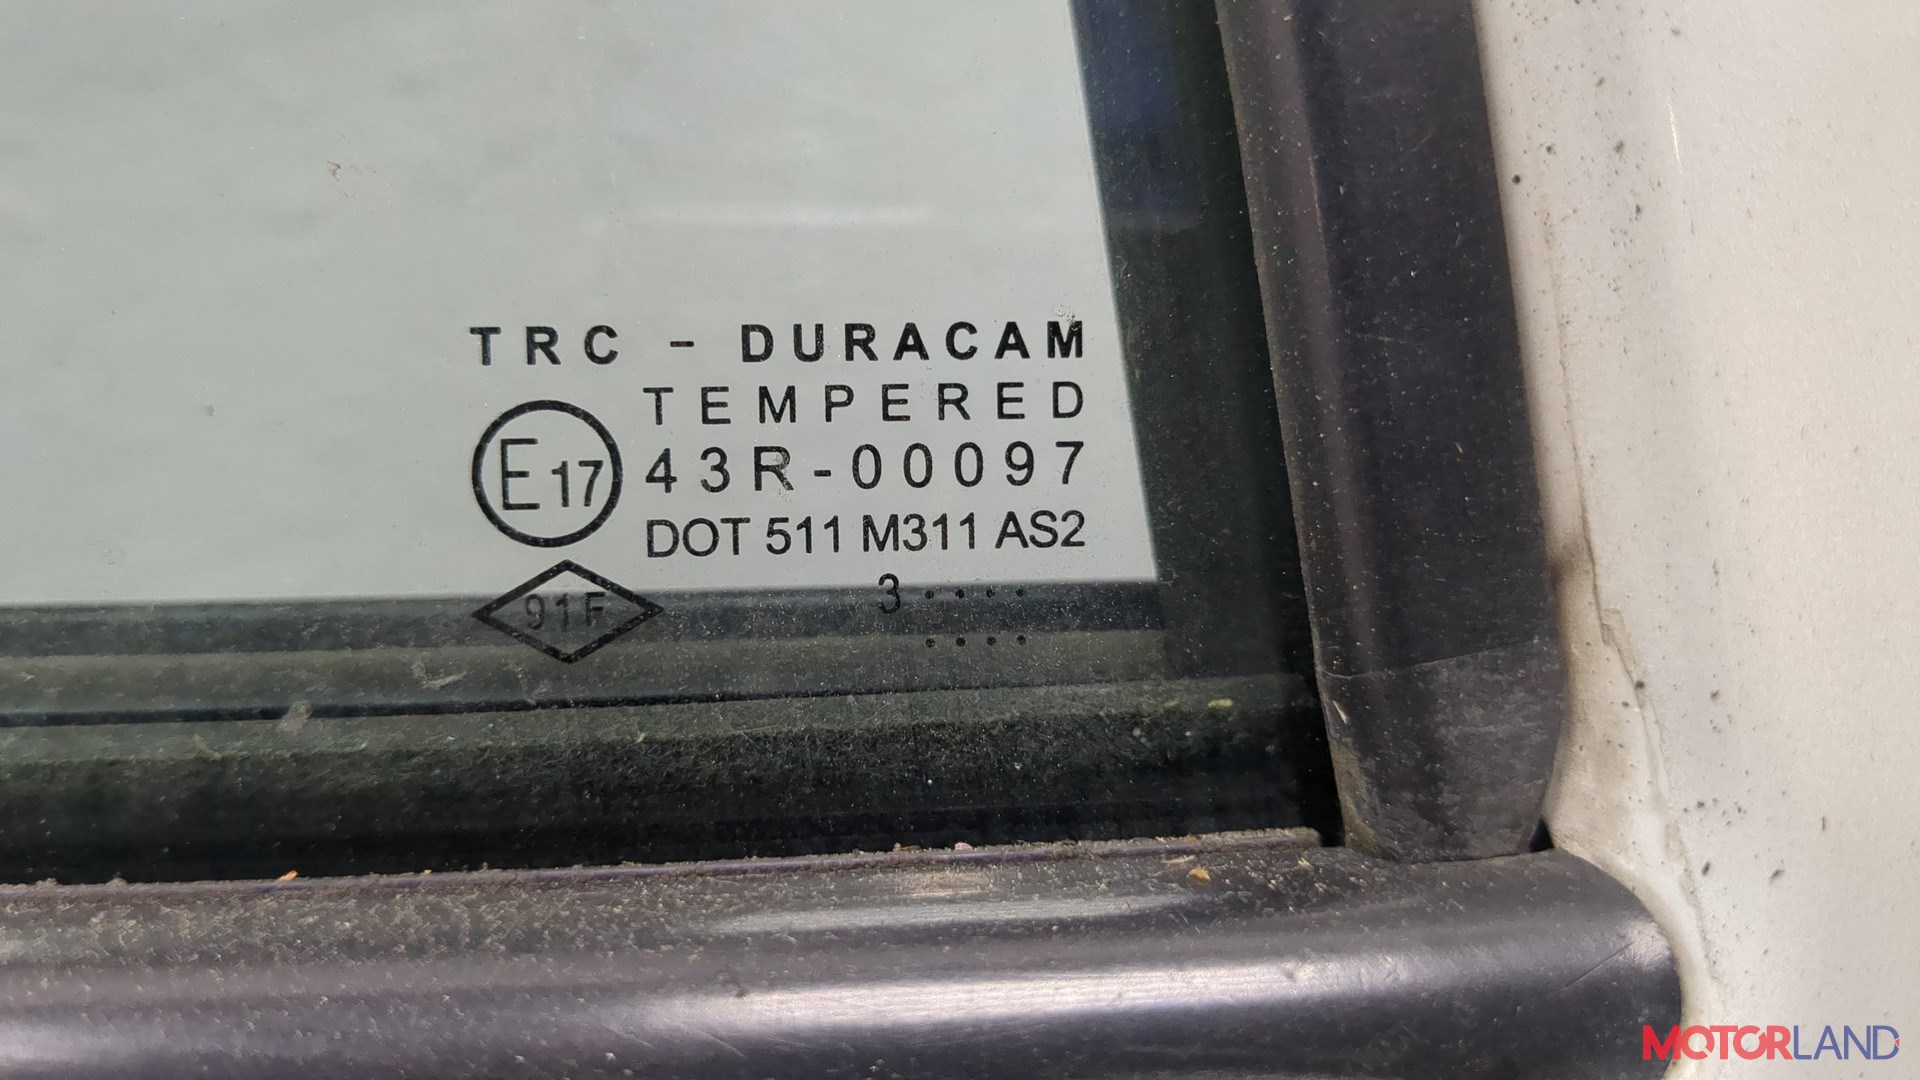 TRC - DURACAM
TEMPERED
E17 43R-00097
DOT 511 M311 AS2
91F 3
MOTORLAND